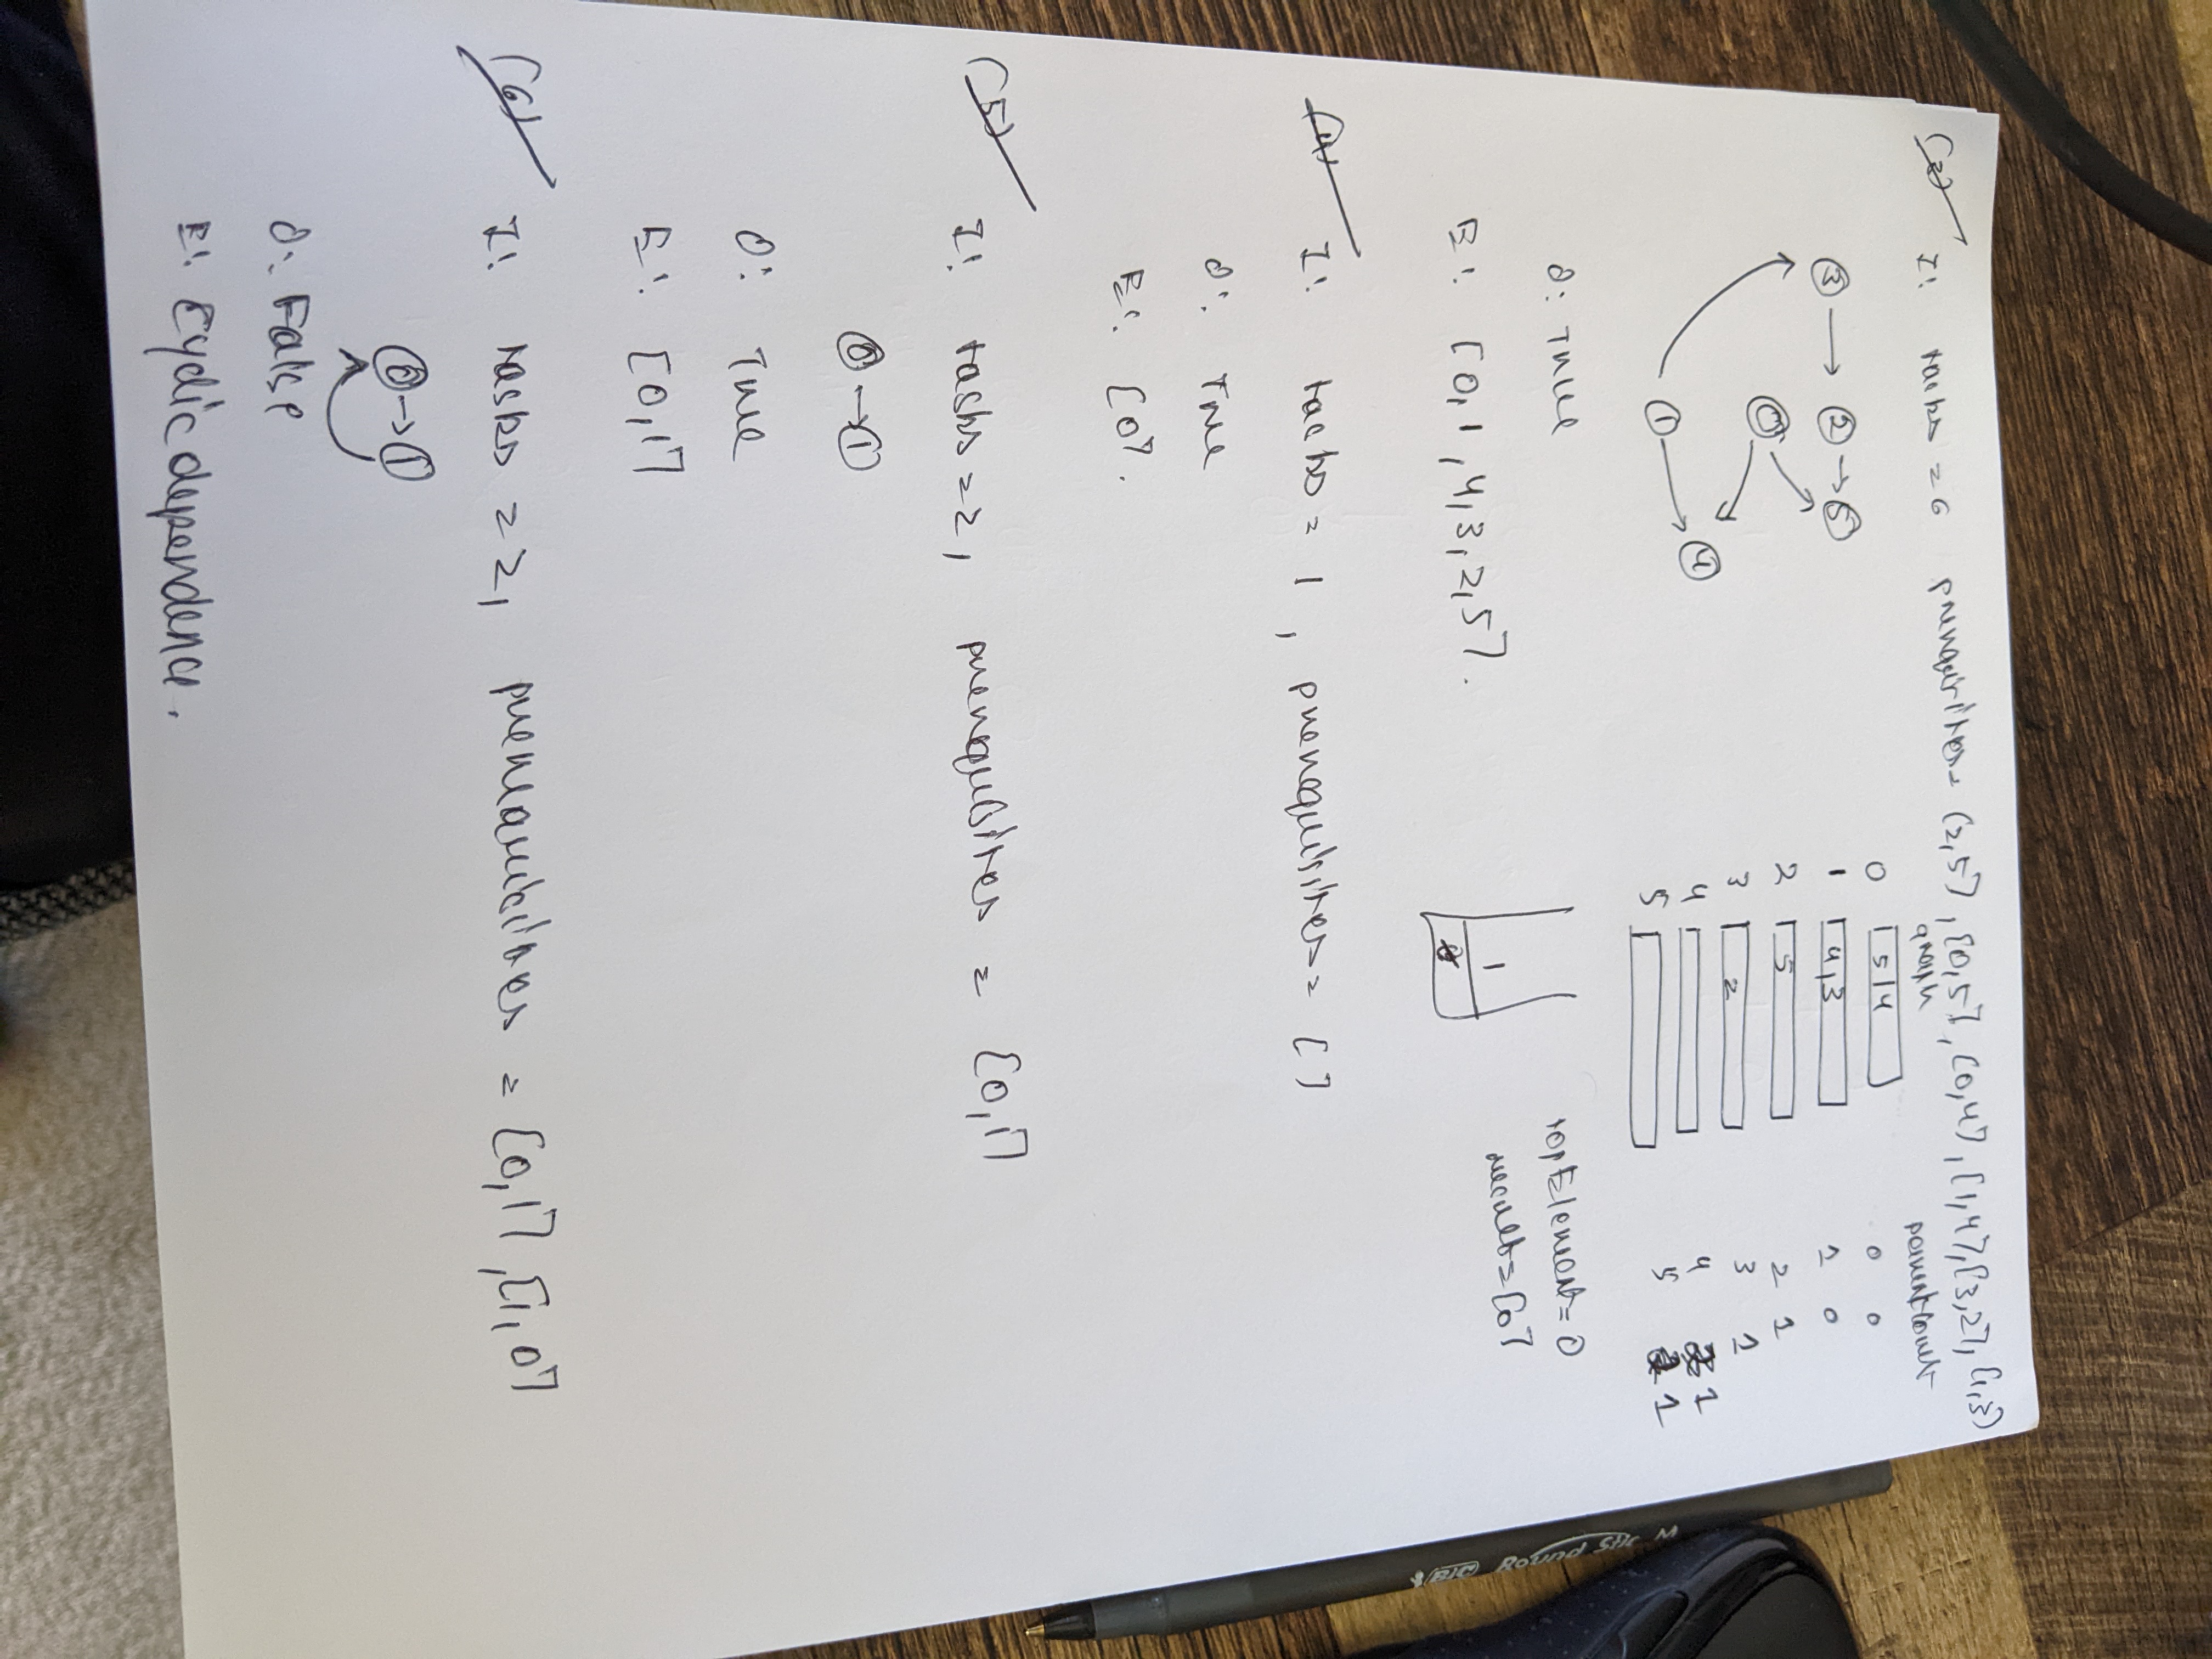 (3) I: tasks = 6 prerequisites = [2,5], [0,5], [0,4], [1,4], [3,2], [1,3]
graph
parentCount
3 2 5
0
1 4
0 5,4
1 4,3
2 5
3 2
4
5
0 0
1 0
2 1
3 1
4 2 1
5 2 1
O: True
E: [0,1,4,3,2,5].
1
0
topElement=0
result=[0]
(4) I: tasks = 1, prerequisites = []
O: True
E: [0].
(5) I: tasks = 2, prerequisites = [0,1]
0 → 1
O: True
E: [0,1]
(6) I: tasks = 2, prerequisites = [0,1], [1,0]
0 → 1
O: False
E: Cyclic dependence.
BIC Round Stic M